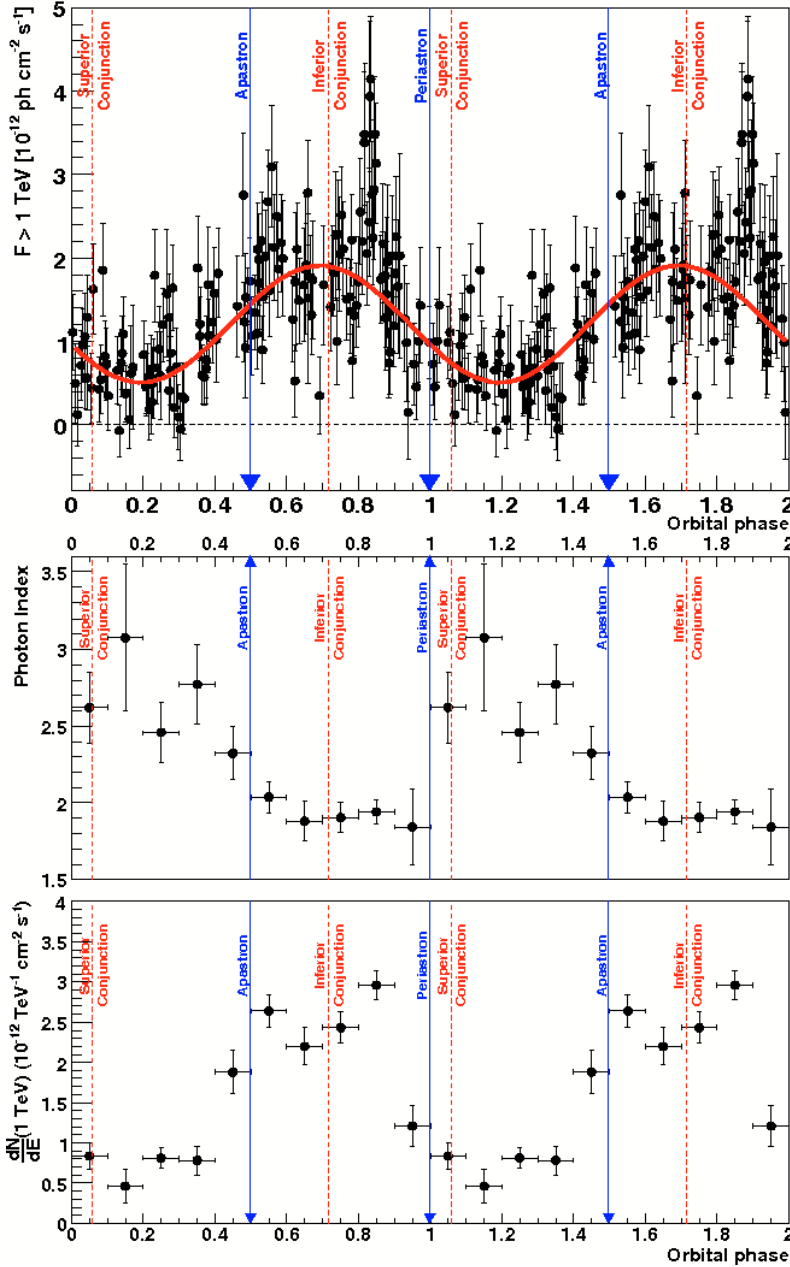 F > 1 TeV [10⁻¹² ph cm⁻² s⁻¹]
5
4
3
2
1
0
Superior
Conjunction
Apastron
Inferior
Conjunction
Periastron
Superior
Conjunction
Apastron
Inferior
Conjunction
0 0.2 0.4 0.6 0.8 1 1.2 1.4 1.6 1.8 2
Orbital phase
0 0.2 0.4 0.6 0.8 1 1.2 1.4 1.6 1.8 2
Photon Index
3.5
3
2.5
2
1.5
Superior
Conjunction
Apastron
Inferior
Conjunction
Periastron
Superior
Conjunction
Apastron
Inferior
Conjunction
dN/dE (1 TeV) (10⁻¹² TeV⁻¹ cm⁻² s⁻¹)
4
3.5
3
2.5
2
1.5
1
0.5
0
Superior
Conjunction
Apastron
Inferior
Conjunction
Periastron
Superior
Conjunction
Apastron
Inferior
Conjunction
0 0.2 0.4 0.6 0.8 1 1.2 1.4 1.6 1.8 2
Orbital phase